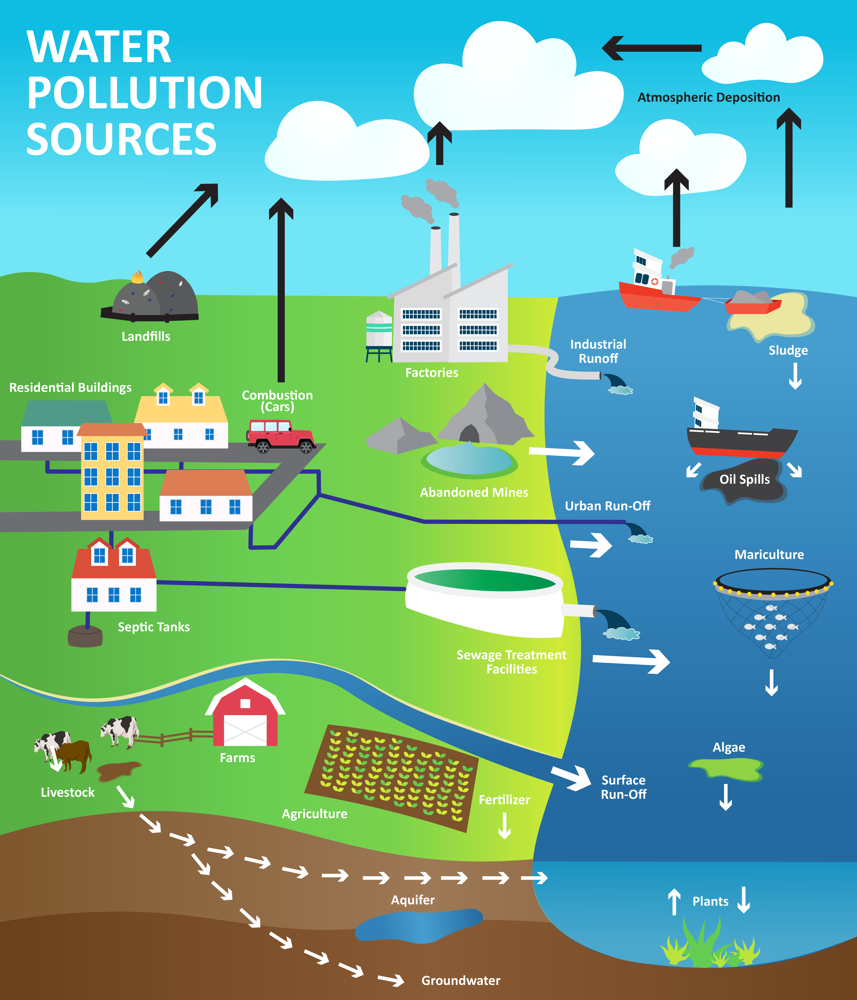 WATER
POLLUTION
SOURCES
Atmospheric Deposition
Landfills
Industrial
Runoff
Sludge
Factories
Residential Buildings
Combustion
(Cars)
Oil Spills
Abandoned Mines
Urban Run-Off
Mariculture
Septic Tanks
Sewage Treatment
Facilities
Algae
Farms
Surface
Run-Off
Livestock
Fertilizer
Agriculture
Aquifer
Plants
Groundwater